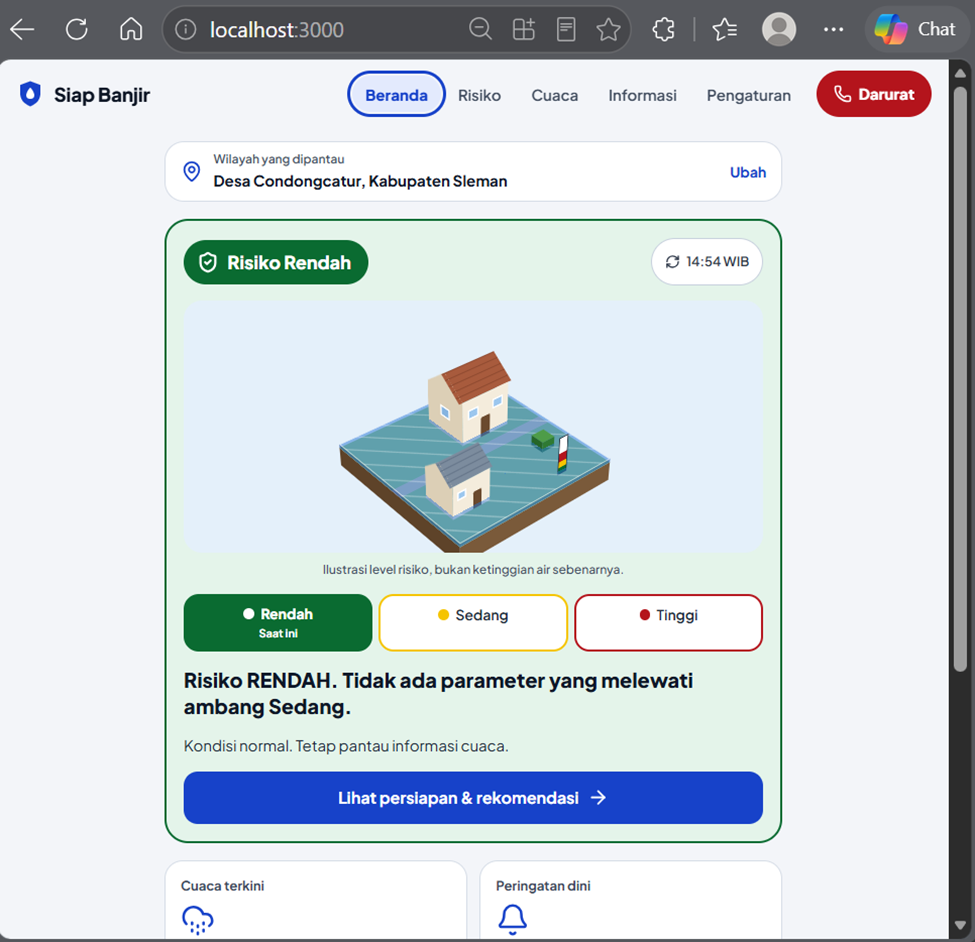 localhost:3000
Chat
Siap Banjir
Beranda
Risiko
Cuaca
Informasi
Pengaturan
Darurat
Wilayah yang dipantau
Desa Condongcatur, Kabupaten Sleman
Ubah
Risiko Rendah
14:54 WIB
Ilustrasi level risiko, bukan ketinggian air sebenarnya.
Rendah
Saat ini
Sedang
Tinggi
Risiko RENDAH. Tidak ada parameter yang melewati
ambang Sedang.
Kondisi normal. Tetap pantau informasi cuaca.
Lihat persiapan & rekomendasi →
Cuaca terkini
Peringatan dini